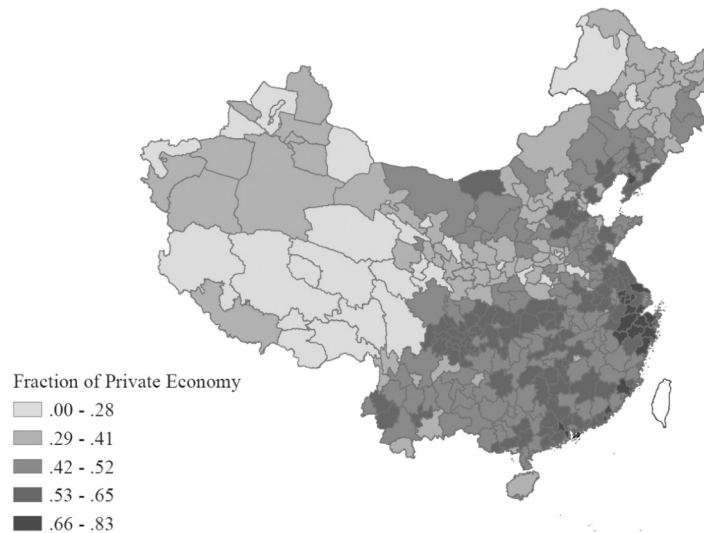 Fraction of Private Economy
.00 - .28
.29 - .41
.42 - .52
.53 - .65
.66 - .83